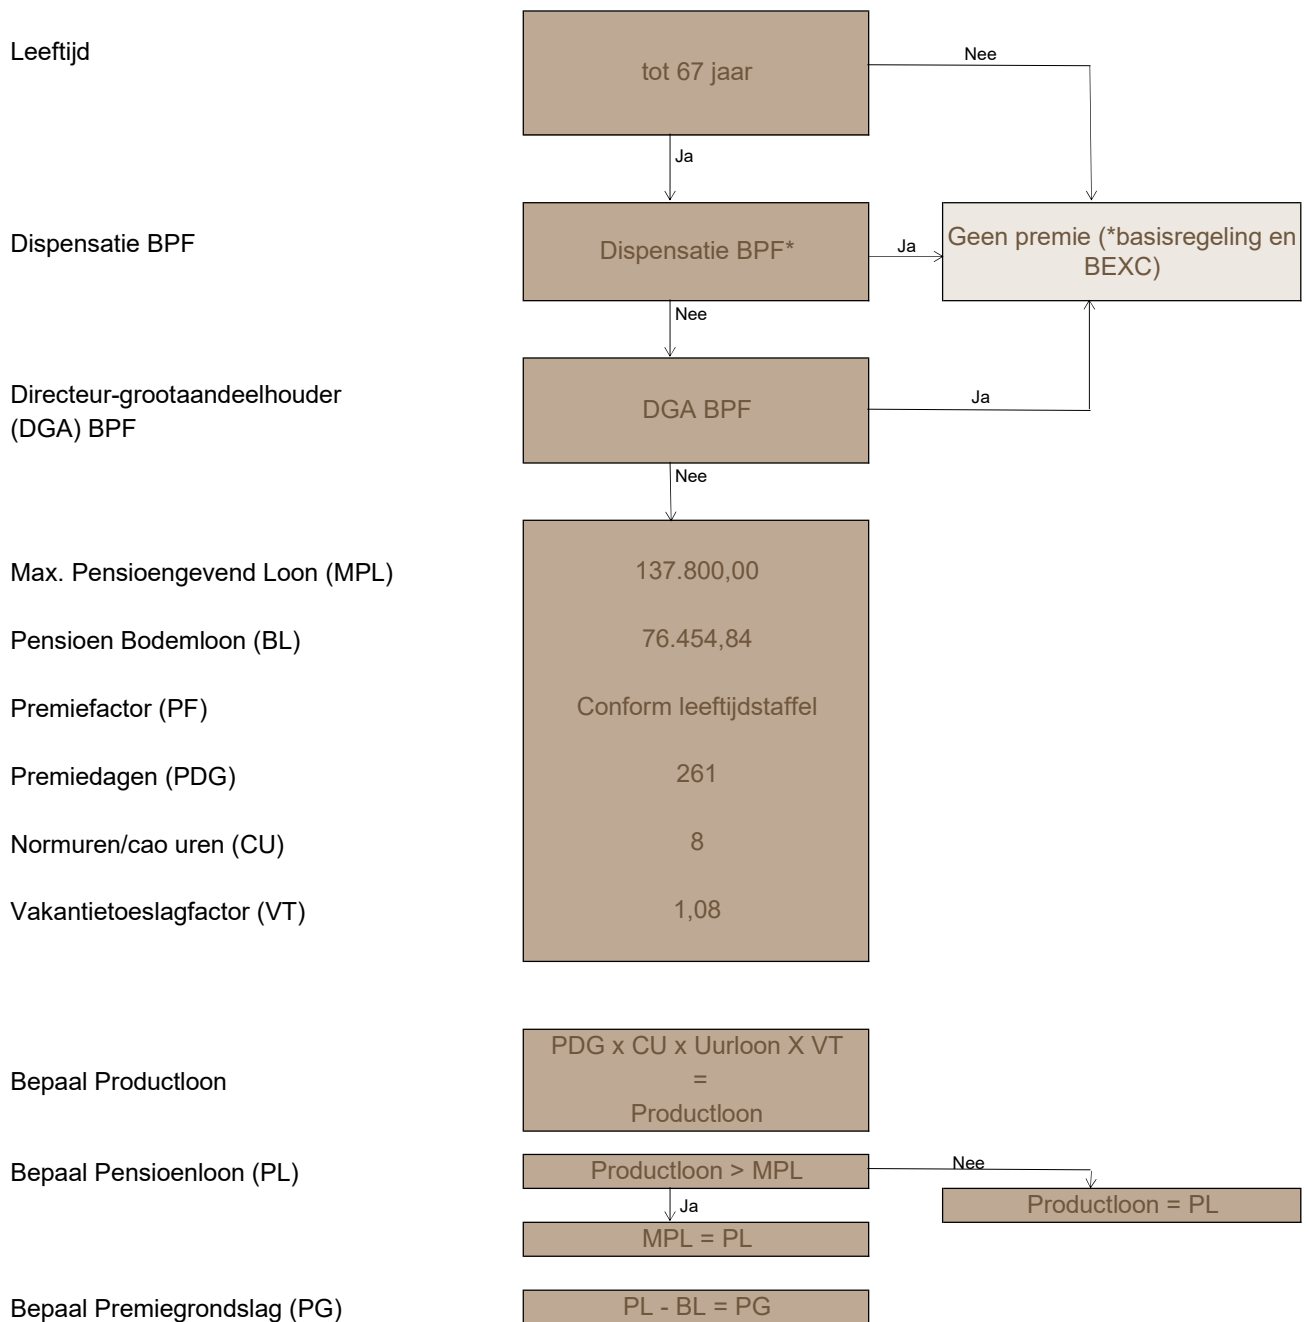 Leeftijd
tot 67 jaar
Nee
Ja
Dispensatie BPF
Dispensatie BPF*
Ja
Geen premie (*basisregeling en
BEXC)
Nee
Directeur-grootaandeelhouder
(DGA) BPF
DGA BPF
Ja
Nee
Max. Pensioengevend Loon (MPL)
137.800,00
Pensioen Bodemloon (BL)
76.454,84
Premiefactor (PF)
Conform leeftijdstaffel
Premiedagen (PDG)
261
Normuren/cao uren (CU)
8
Vakantietoeslagfactor (VT)
1,08
Bepaal Productloon
PDG x CU x Uurloon X VT
=
Productloon
Bepaal Pensioenloon (PL)
Productloon > MPL
Nee
Ja
Productloon = PL
MPL = PL
Bepaal Premiegrondslag (PG)
PL - BL = PG